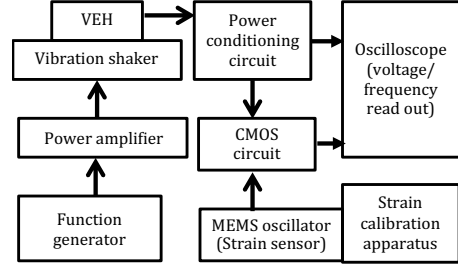 VEH
Vibration shaker
Power amplifier
Function
generator
Power
conditioning
circuit
CMOS
circuit
MEMS oscillator
(Strain sensor)
Oscilloscope
(voltage/
frequency
read out)
Strain
calibration
apparatus